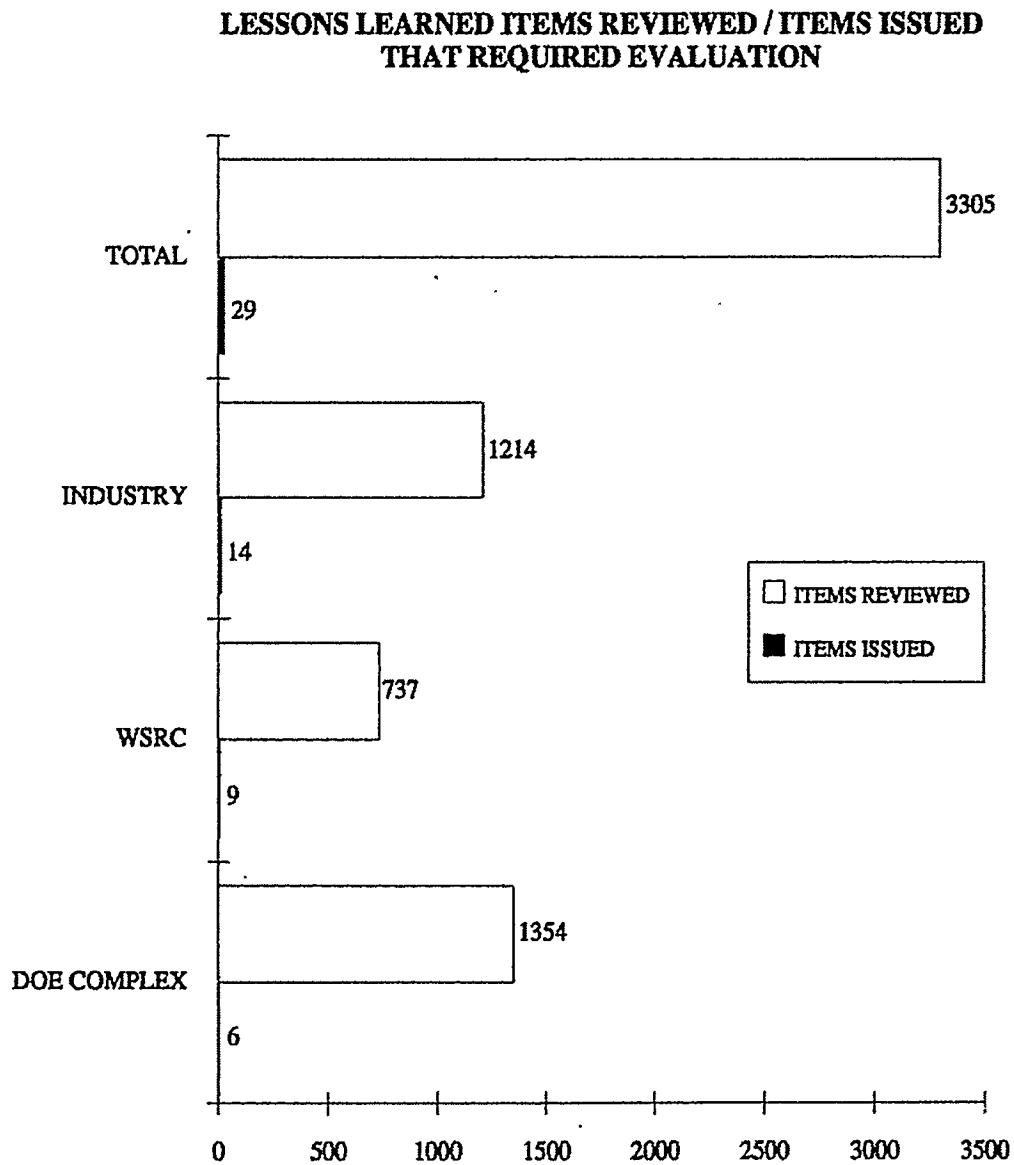 LESSONS LEARNED ITEMS REVIEWED / ITEMS ISSUED
THAT REQUIRED EVALUATION
3305
TOTAL
29
1214
INDUSTRY
14
ITEMS REVIEWED
ITEMS ISSUED
737
WSRC
9
1354
DOE COMPLEX
6
0 500 1000 1500 2000 2500 3000 3500